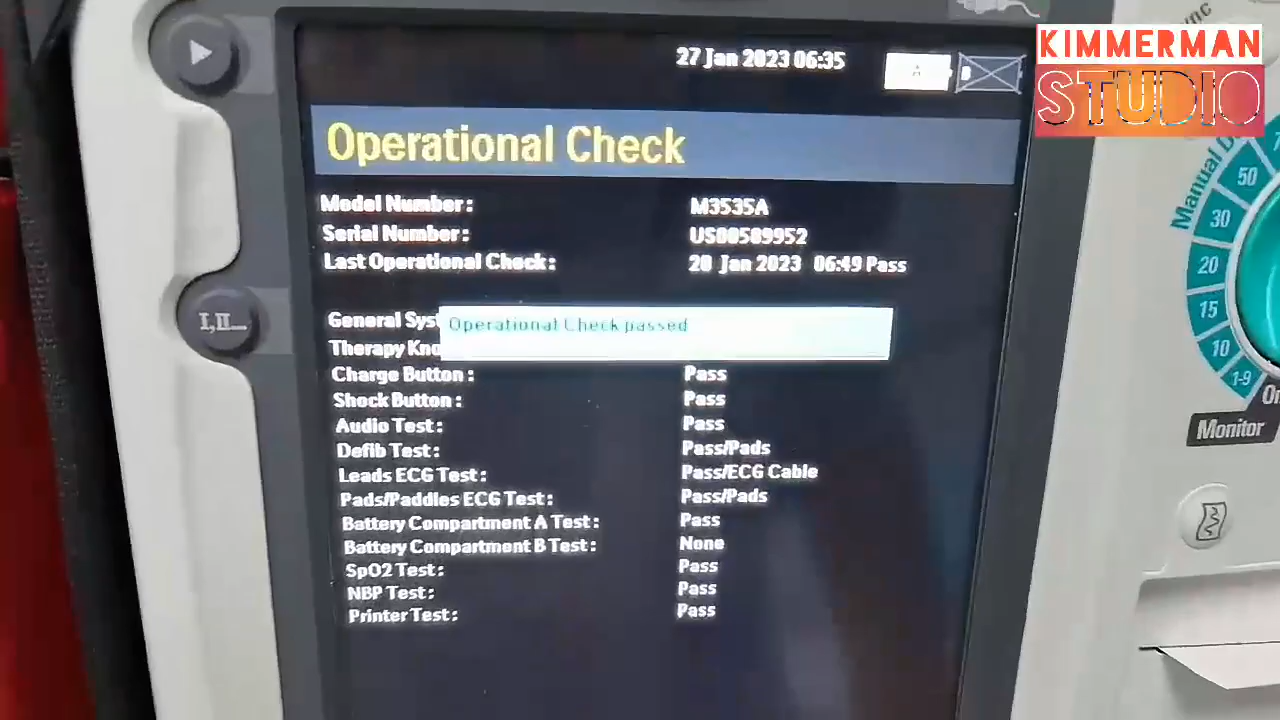 27 Jan 2023 06:35
A
KIMMERMAN
STUDIO
Operational Check
Model Number: M3535A
Serial Number: US00589952
Last Operational Check: 20 Jan 2023 06:49 Pass
General Syst
Operational Check passed
Therapy Kno
Charge Button: Pass
Shock Button: Pass
Audio Test: Pass
Defib Test: Pass/Pads
Leads ECG Test: Pass/ECG Cable
Pads/Paddles ECG Test: Pass/Pads
Battery Compartment A Test: Pass
Battery Compartment B Test: None
SpO2 Test: Pass
NBP Test: Pass
Printer Test: Pass
I,II...
Manual D
50
30
20
15
10
1-9
Monitor